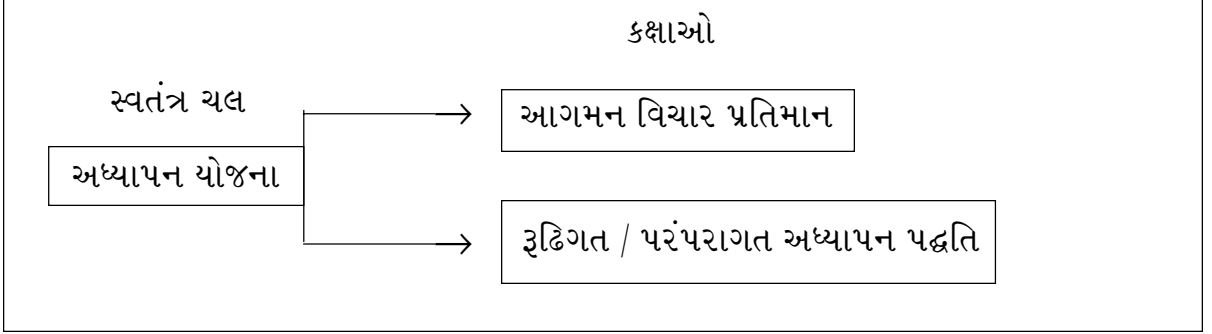 કક્ષાઓ
સ્વતંત્ર ચલ
આગમન વિચાર પ્રતિમાન
અધ્યાપન યોજના
રૂઢિગત / પરંપરાગત અધ્યાપન પદ્ધતિ